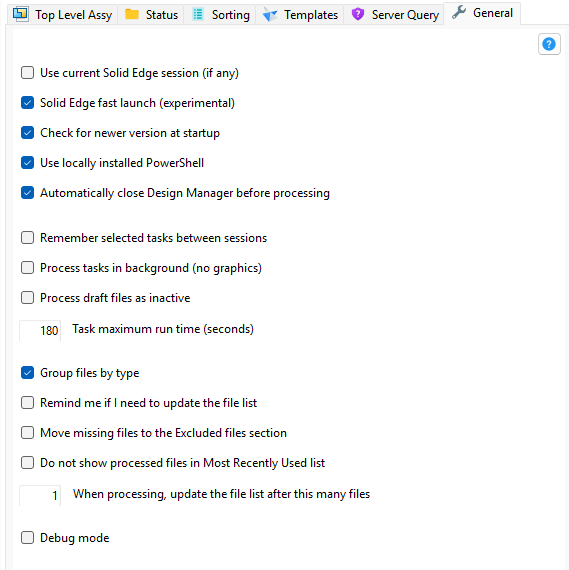 Top Level Assy Status Sorting Templates Server Query General
?
Use current Solid Edge session (if any)
Solid Edge fast launch (experimental)
Check for newer version at startup
Use locally installed PowerShell
Automatically close Design Manager before processing
Remember selected tasks between sessions
Process tasks in background (no graphics)
Process draft files as inactive
180 Task maximum run time (seconds)
Group files by type
Remind me if I need to update the file list
Move missing files to the Excluded files section
Do not show processed files in Most Recently Used list
1 When processing, update the file list after this many files
Debug mode